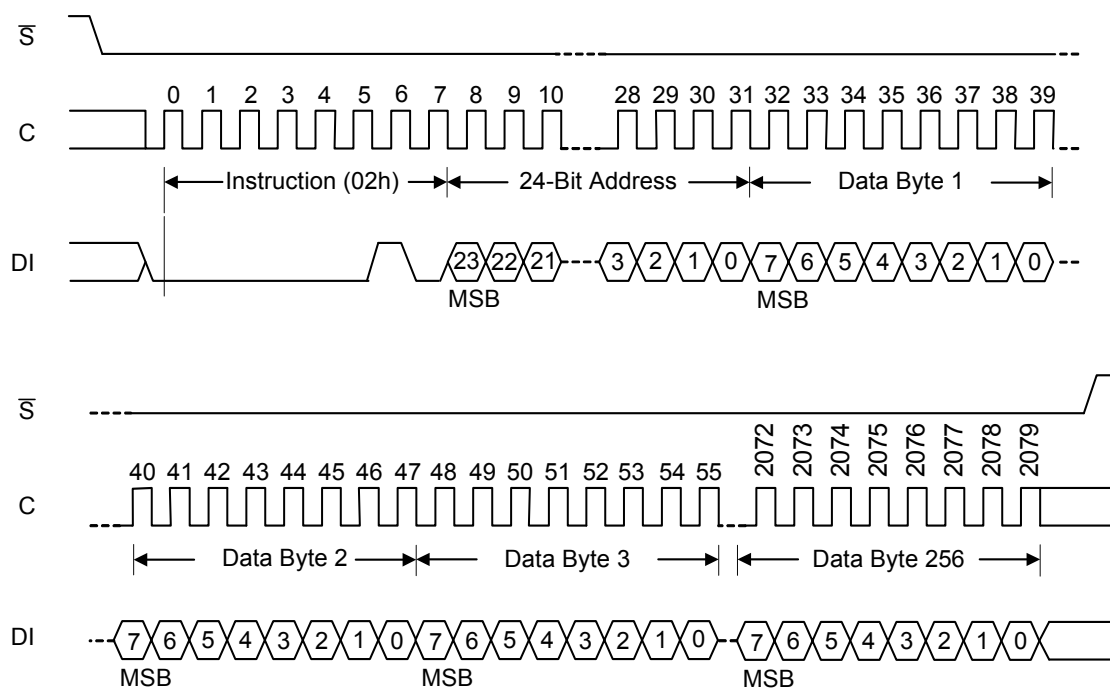 S̅
0 1 2 3 4 5 6 7 8 9 10 28 29 30 31 32 33 34 35 36 37 38 39
C
Instruction (02h) 24-Bit Address Data Byte 1
DI 23 22 21 3 2 1 0 7 6 5 4 3 2 1 0
MSB MSB
S̅
2072 2073 2074 2075 2076 2077 2078 2079
40 41 42 43 44 45 46 47 48 49 50 51 52 53 54 55
C
Data Byte 2 Data Byte 3 Data Byte 256
DI 7 6 5 4 3 2 1 0 7 6 5 4 3 2 1 0 7 6 5 4 3 2 1 0
MSB MSB MSB